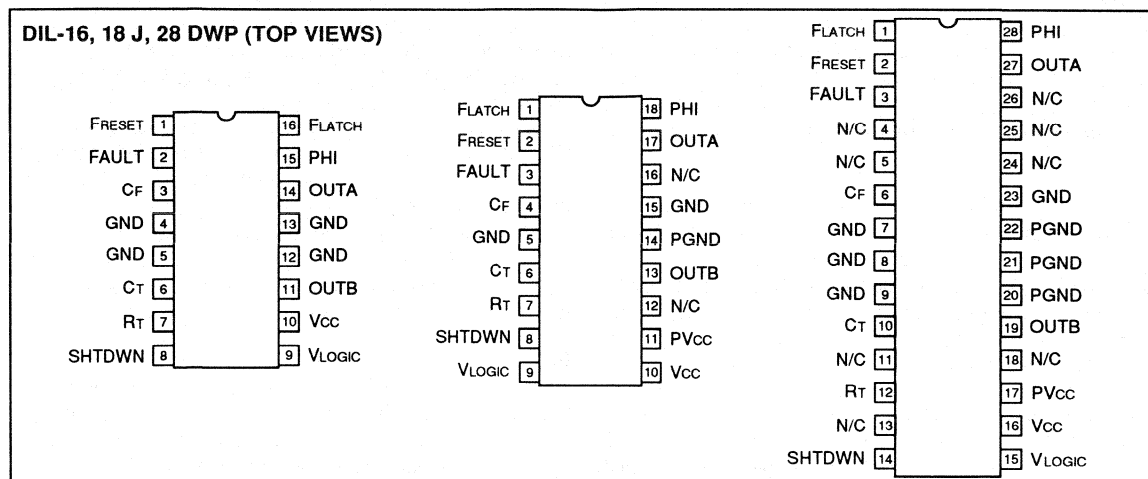 DIL-16, 18 J, 28 DWP (TOP VIEWS)
FRESET 1
FAULT 2
CF 3
GND 4
GND 5
CT 6
RT 7
SHTDWN 8
16 FLATCH
15 PHI
14 OUTA
13 GND
12 GND
11 OUTB
10 VCC
9 VLOGIC
FLATCH 1
FRESET 2
FAULT 3
CF 4
GND 5
CT 6
RT 7
SHTDWN 8
VLOGIC 9
18 PHI
17 OUTA
16 N/C
15 GND
14 PGND
13 OUTB
12 N/C
11 PVCC
10 VCC
FLATCH 1
FRESET 2
FAULT 3
N/C 4
N/C 5
CF 6
GND 7
GND 8
GND 9
CT 10
N/C 11
RT 12
N/C 13
SHTDWN 14
28 PHI
27 OUTA
26 N/C
25 N/C
24 N/C
23 GND
22 PGND
21 PGND
20 PGND
19 OUTB
18 N/C
17 PVCC
16 VCC
15 VLOGIC